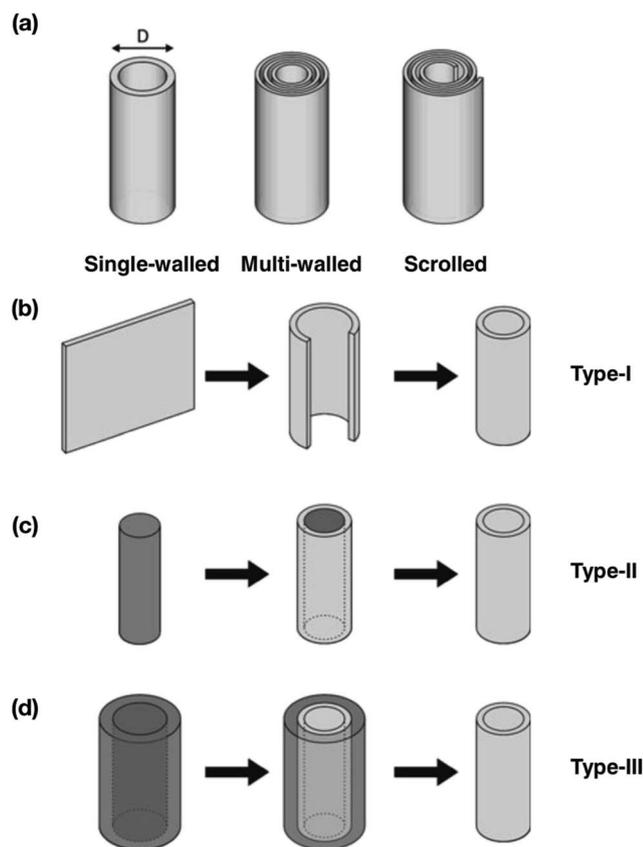 (a)
D
Single-walled Multi-walled Scrolled
(b)
Type-I
(c)
Type-II
(d)
Type-III